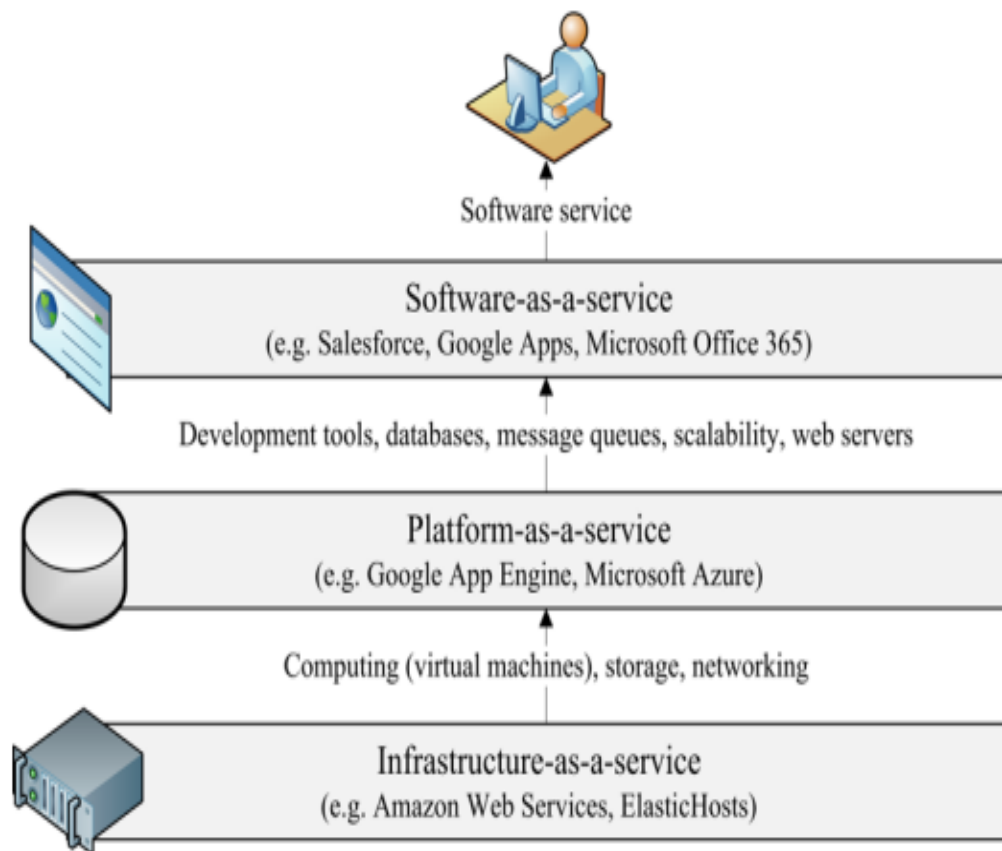 Software service
Software-as-a-service
(e.g. Salesforce, Google Apps, Microsoft Office 365)
Development tools, databases, message queues, scalability, web servers
Platform-as-a-service
(e.g. Google App Engine, Microsoft Azure)
Computing (virtual machines), storage, networking
Infrastructure-as-a-service
(e.g. Amazon Web Services, ElasticHosts)